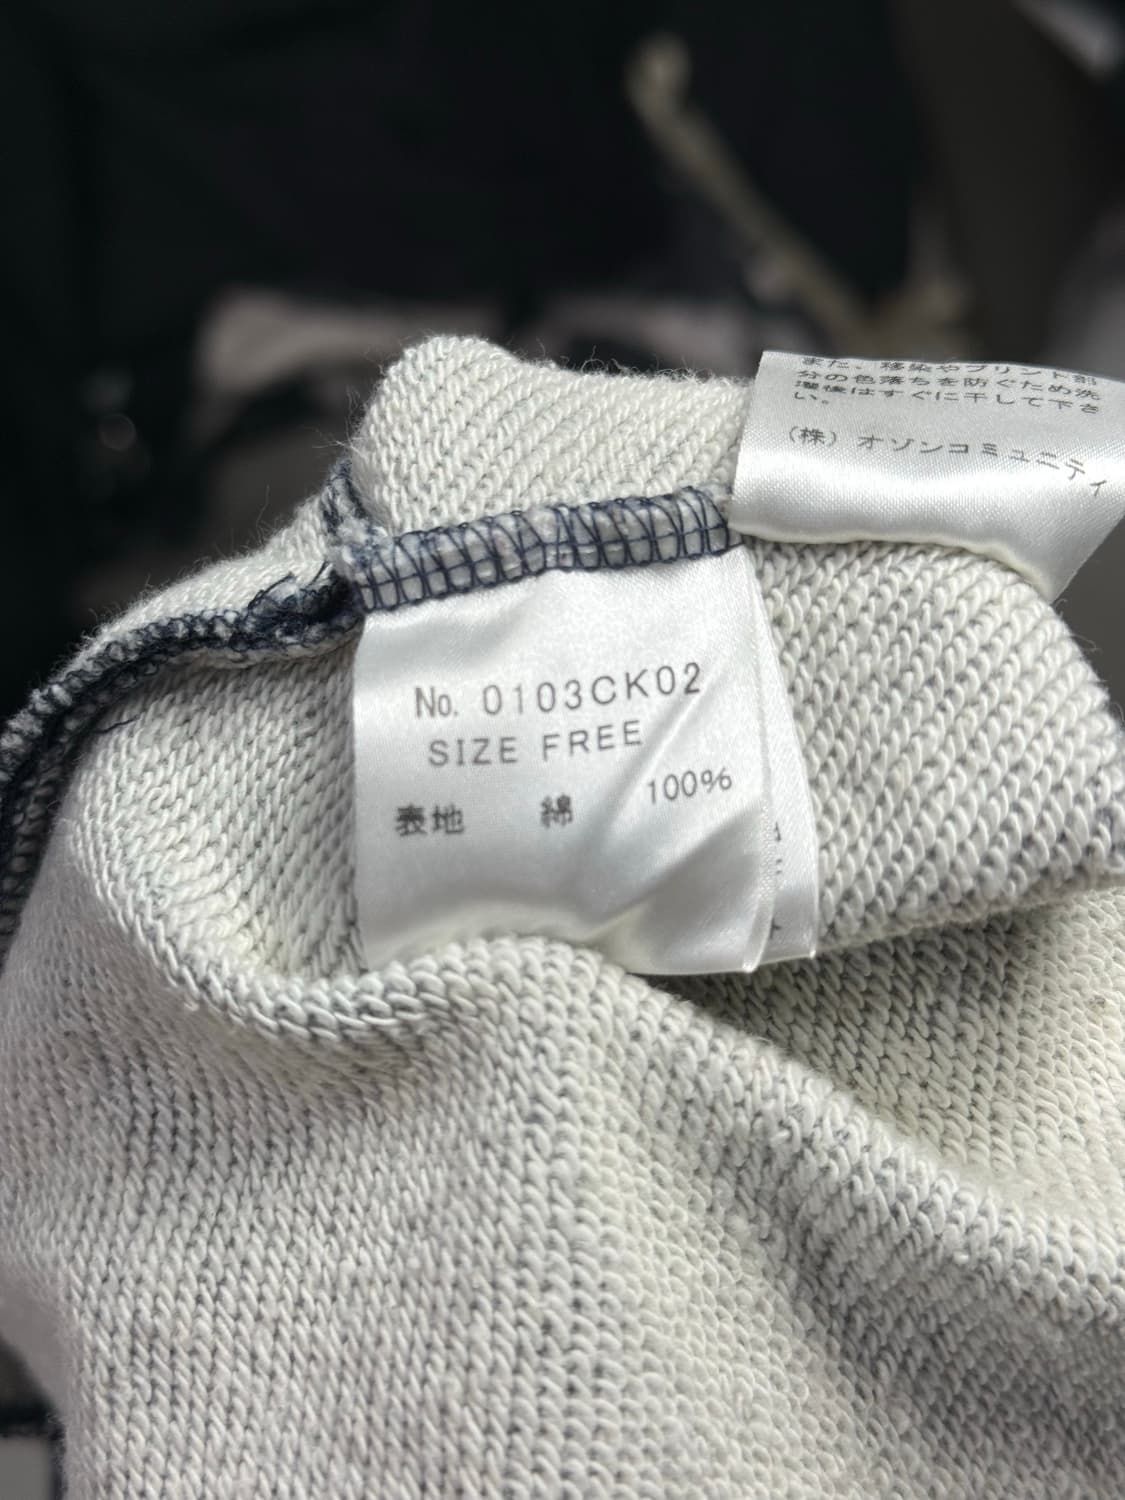 また、移染やプリント部
分の色落ちを防ぐため洗
濯後はすぐに干して下さ
い。
(株) オゾンコミュニティ
No. 0103CK02
SIZE FREE
表地 綿 100%